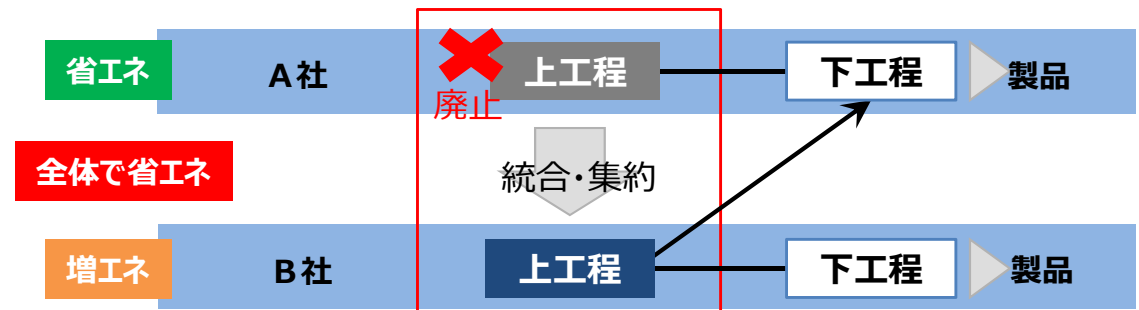 省エネ
A社
上工程
下工程
製品
廃止
全体で省エネ
統合・集約
増エネ
B社
上工程
下工程
製品